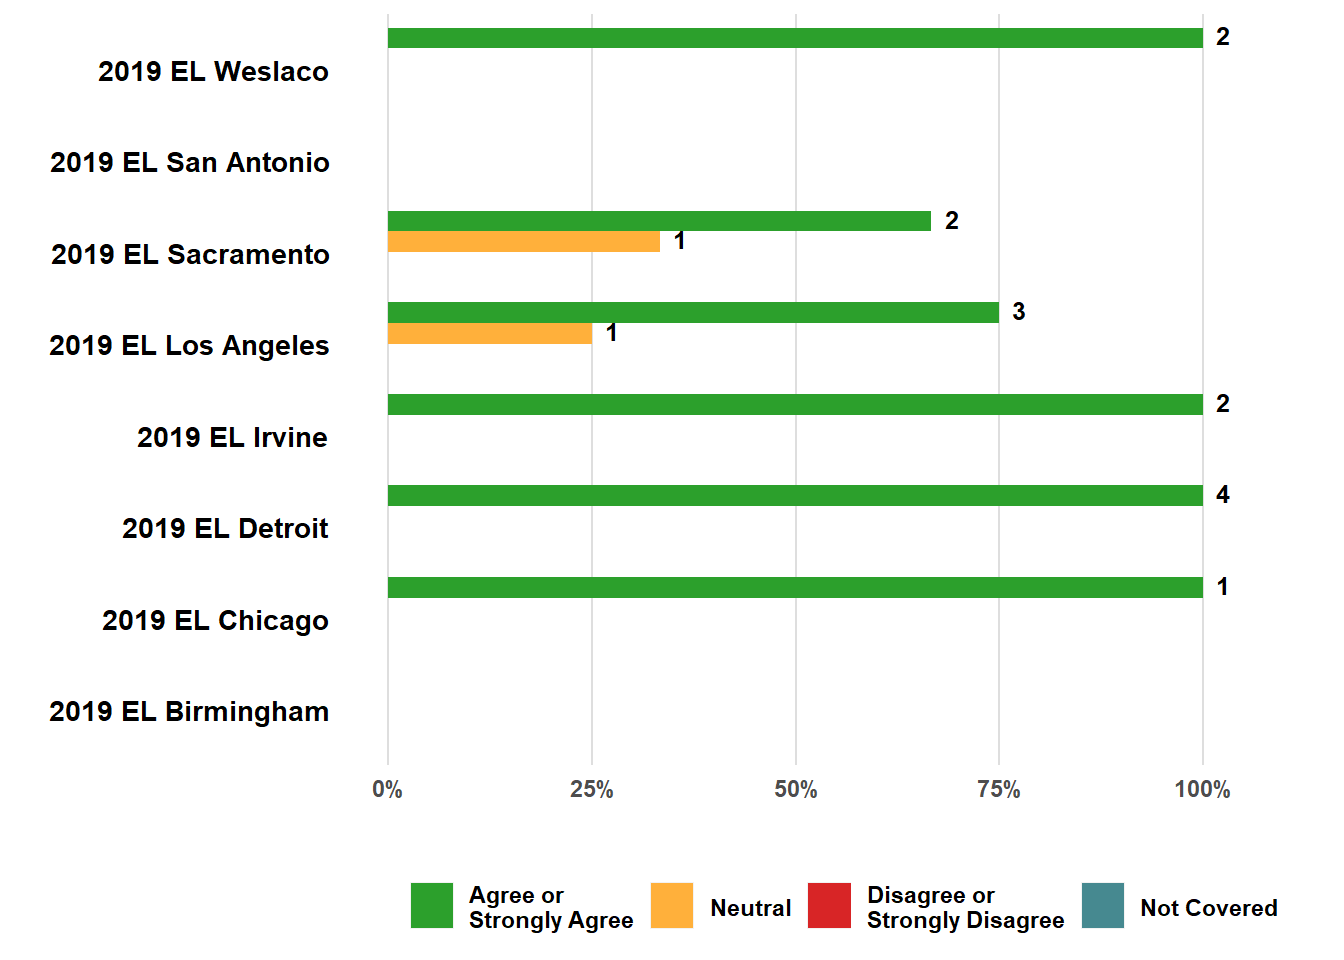 2
2019 EL Weslaco
2019 EL San Antonio
2
1
2019 EL Sacramento
3
1
2019 EL Los Angeles
2
2019 EL Irvine
4
2019 EL Detroit
1
2019 EL Chicago
2019 EL Birmingham
0% 25% 50% 75% 100%
Agree or
Strongly Agree
Neutral
Disagree or
Strongly Disagree
Not Covered